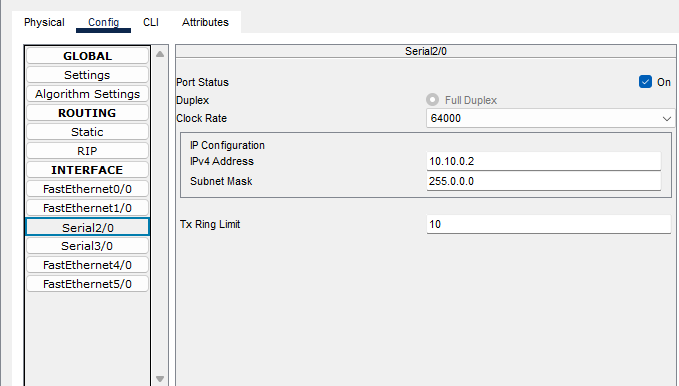 Physical Config CLI Attributes
GLOBAL
Settings
Algorithm Settings
ROUTING
Static
RIP
INTERFACE
FastEthernet0/0
FastEthernet1/0
Serial2/0
Serial3/0
FastEthernet4/0
FastEthernet5/0
Serial2/0
Port Status On
Duplex Full Duplex
Clock Rate 64000
IP Configuration
IPv4 Address 10.10.0.2
Subnet Mask 255.0.0.0
Tx Ring Limit 10